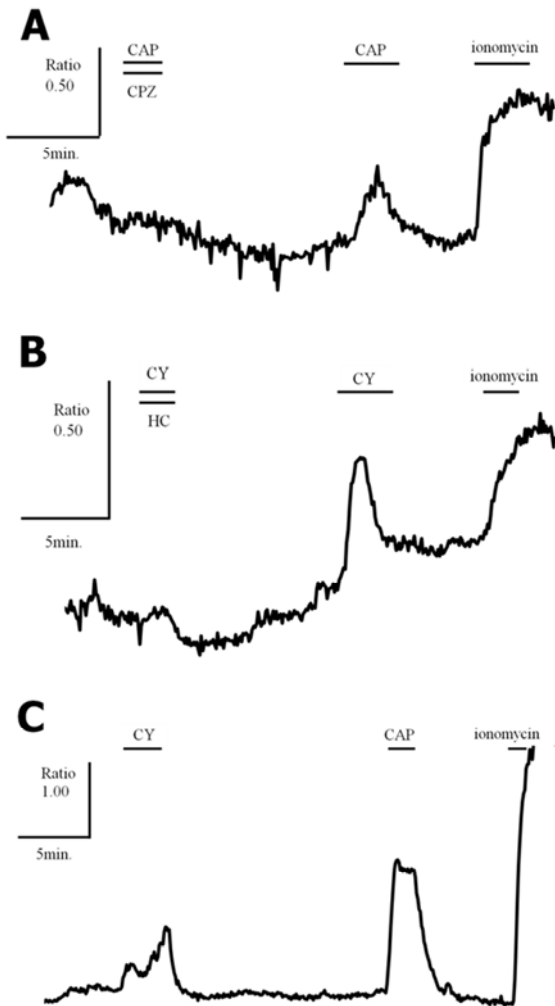 A
CAP
CAP
ionomycin
Ratio
0.50
CPZ
5min.
B
CY
CY
ionomycin
Ratio
0.50
HC
5min.
C
CY
CAP
ionomycin
Ratio
1.00
5min.